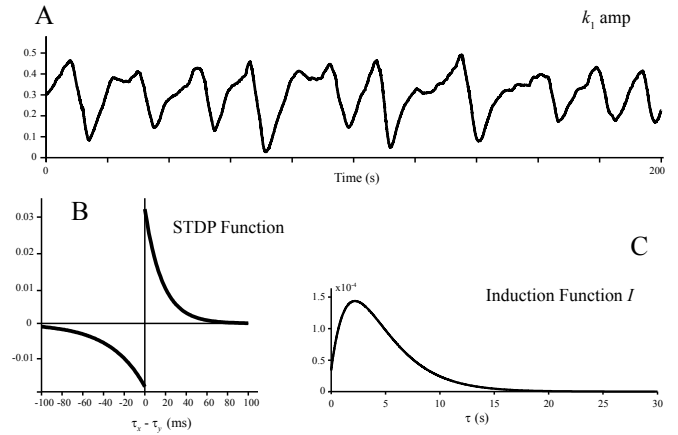 A
k₁ amp
0.5
0.4
0.3
0.2
0.1
0
0
Time (s)
200
B
STDP Function
0.03
0.02
0.01
0
-0.01
-100 -80 -60 -40 -20 0 20 40 60 80 100
τₓ - τᵧ (ms)
C
Induction Function I
x10⁻⁴
1.5
1.0
0.5
0
0 5 10 15 20 25 30
τ (s)